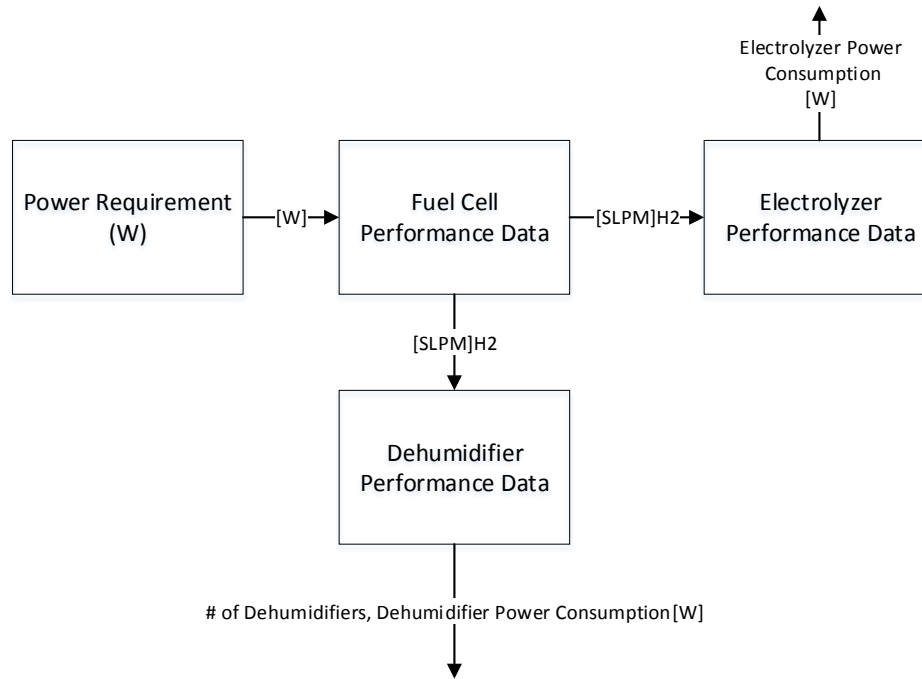 Electrolyzer Power
Consumption
[W]
Power Requirement
(W)
[W]
Fuel Cell
Performance Data
[SLPM]H2
Electrolyzer
Performance Data
[SLPM]H2
Dehumidifier
Performance Data
# of Dehumidifiers, Dehumidifier Power Consumption[W]